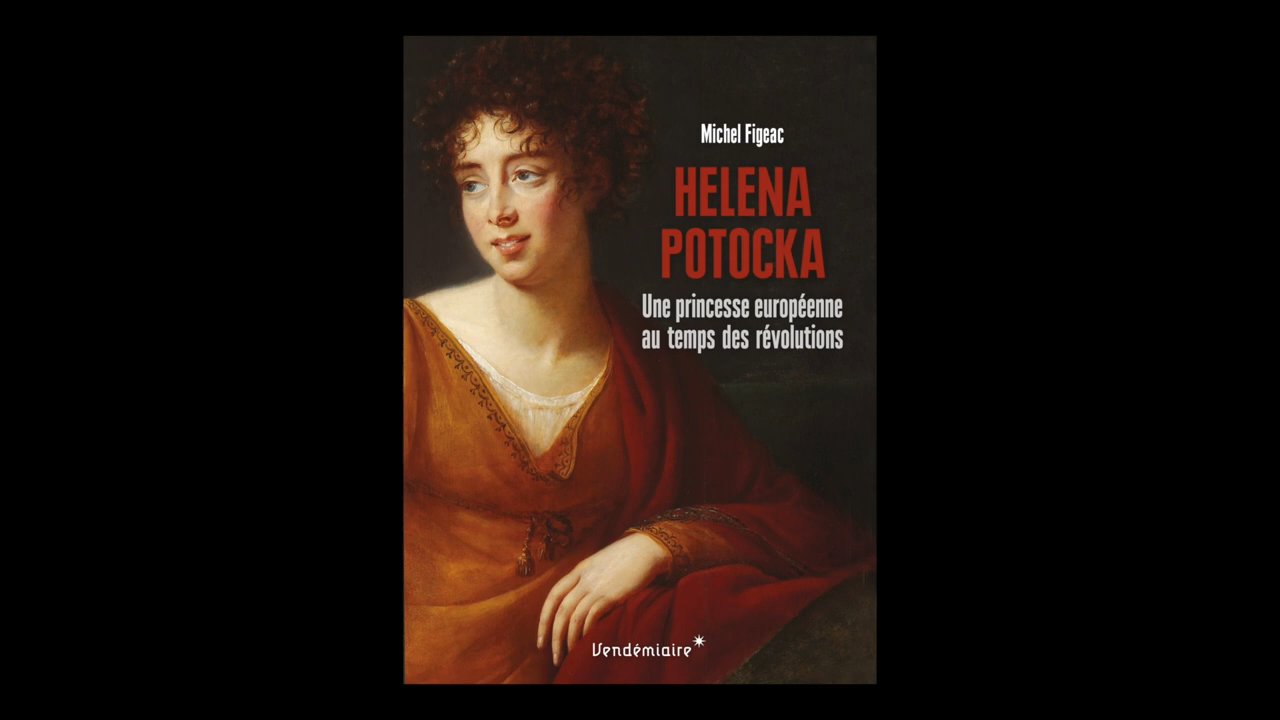 Michel Figeac
HELENA
POTOCKA
Une princesse européenne
au temps des révolutions
Vendémiaire